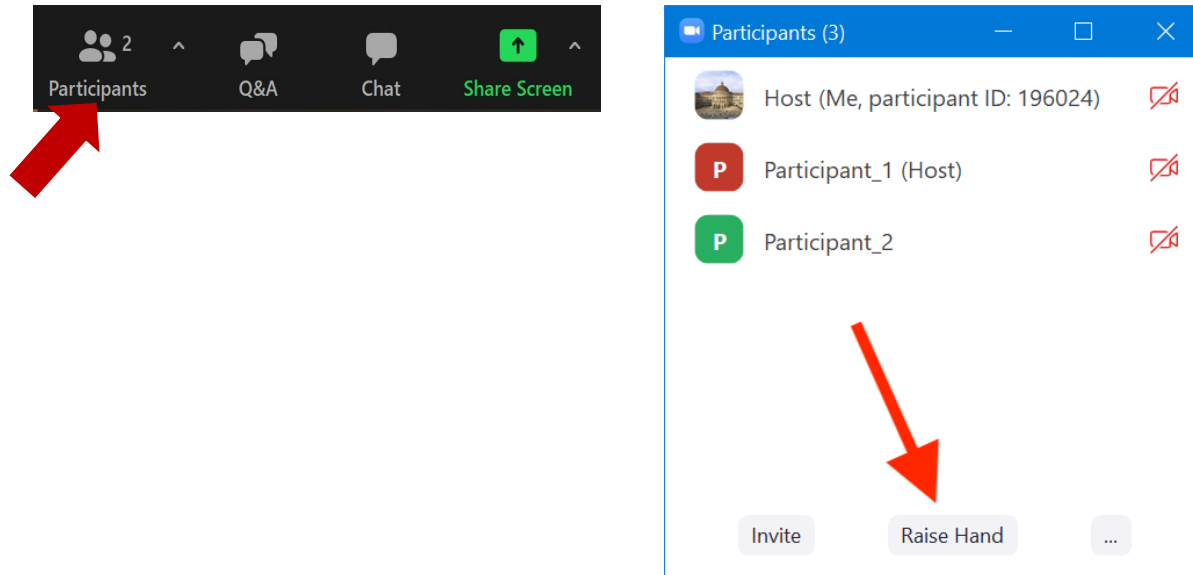 2
Participants
Q&A
Chat
Share Screen
Participants (3)
Host (Me, participant ID: 196024)
P
Participant_1 (Host)
P
Participant_2
Invite
Raise Hand
...